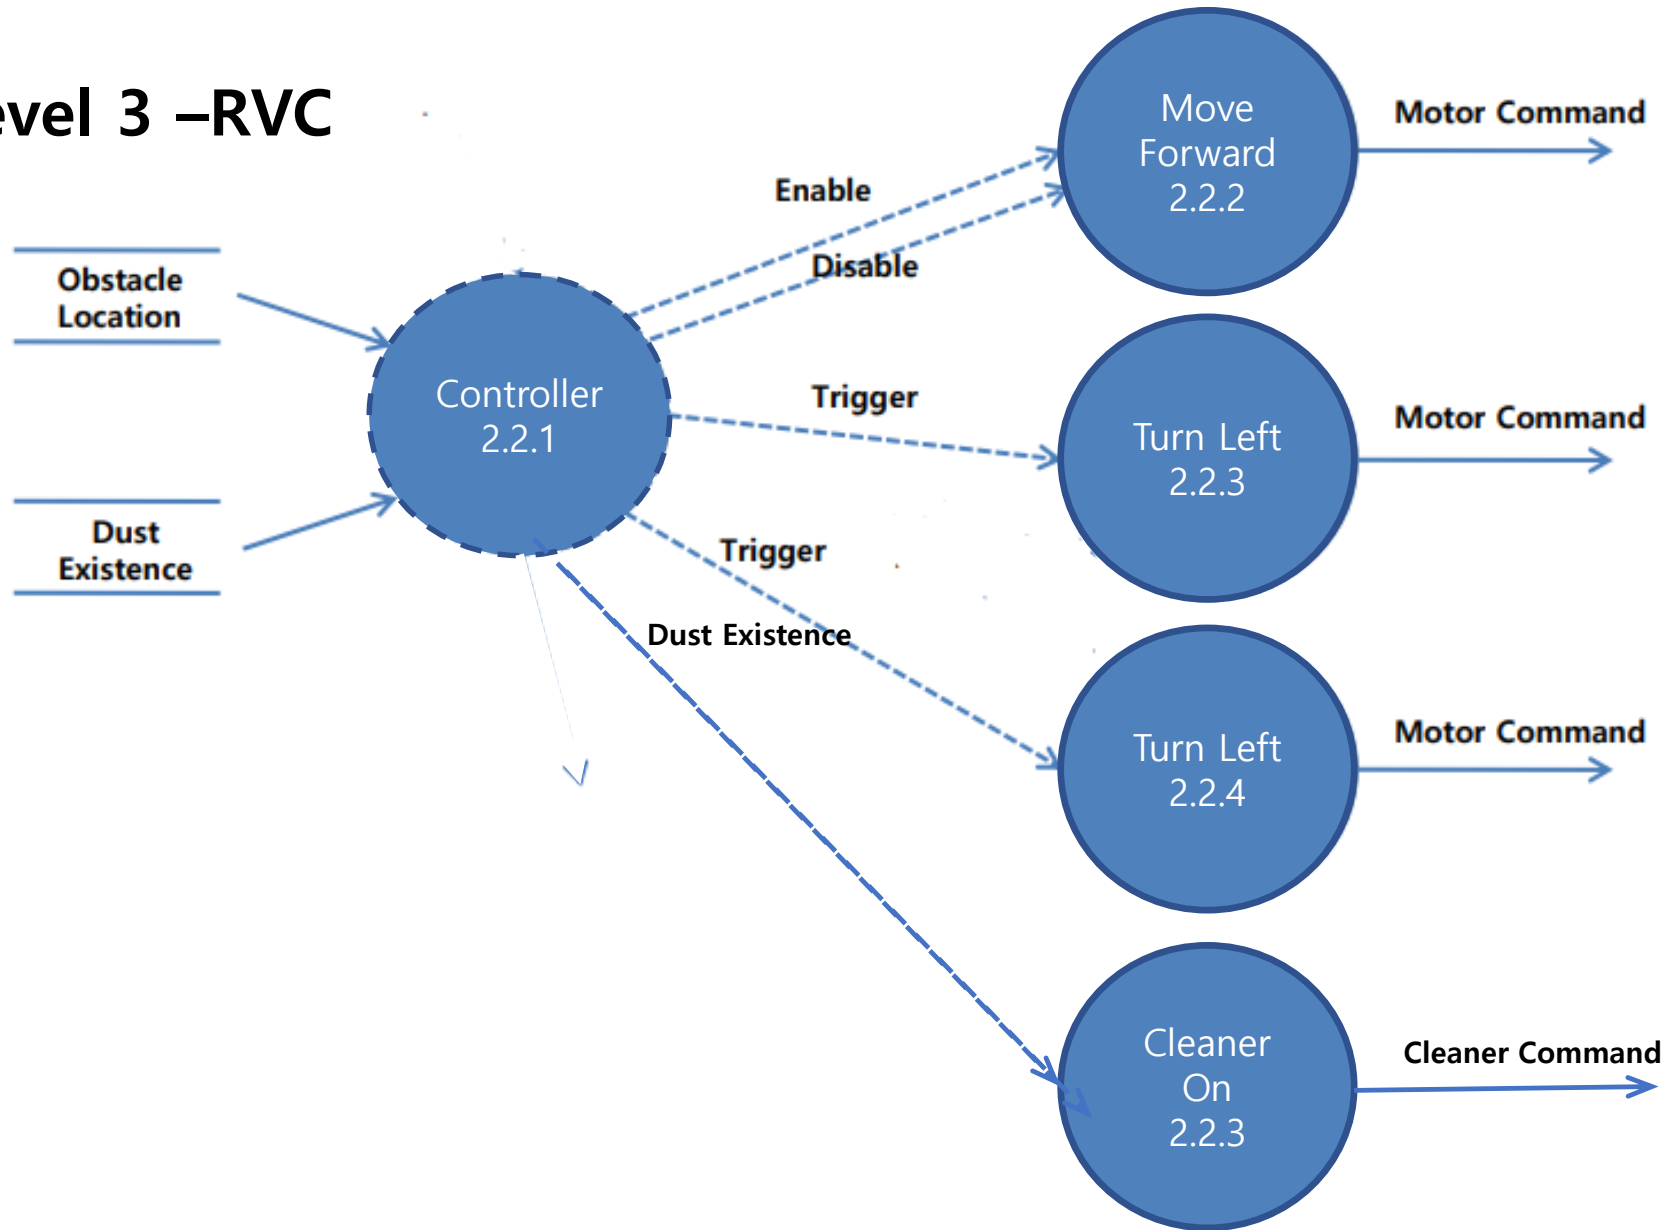 evel 3 –RVC
Obstacle
Location
Dust
Existence
Controller
2.2.1
Enable
Disable
Trigger
Trigger
Dust Existence
Move
Forward
2.2.2
Motor Command
Turn Left
2.2.3
Motor Command
Turn Left
2.2.4
Motor Command
Cleaner
On
2.2.3
Cleaner Command